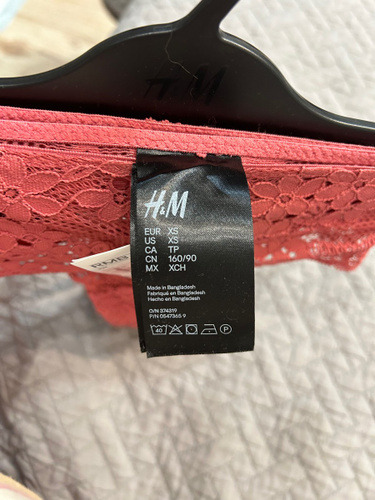 H&M
H&M
EUR XS
US XS
CA TP
CN 160/90
MX XCH
Made in Bangladesh
Fabriqué en Bangladesh
Hecho en Bangladesh
O/N 374319
P/N 0547365 9
40
P